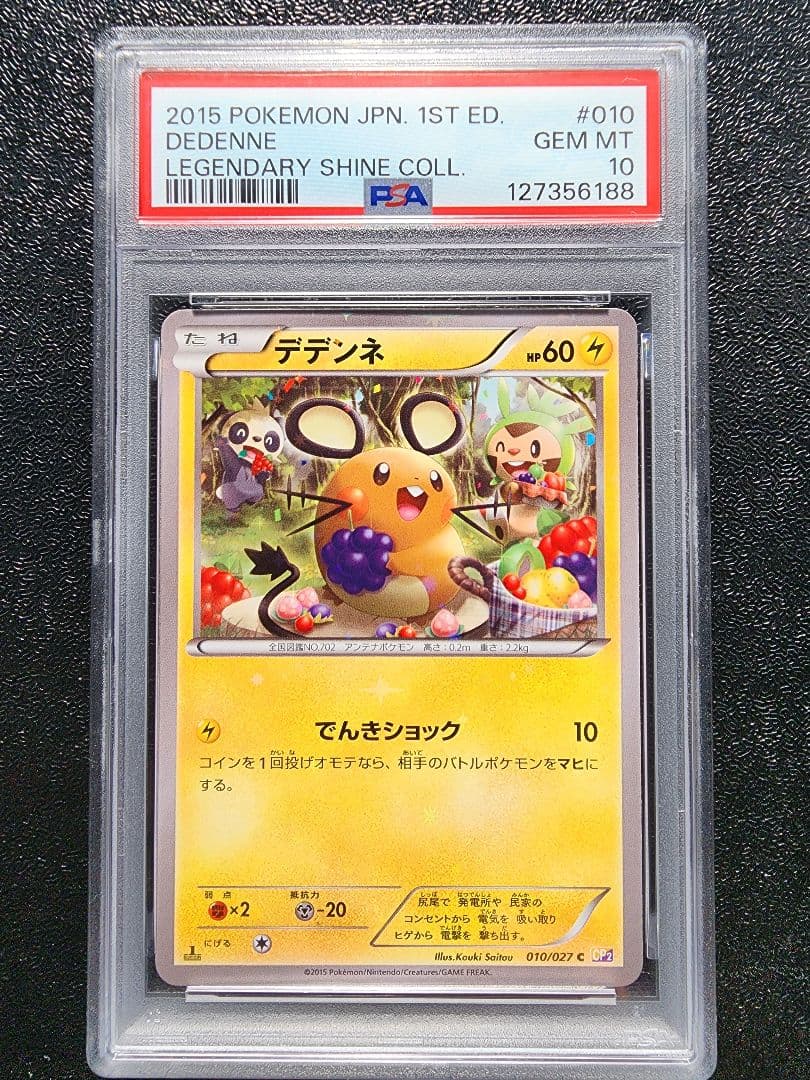 2015 POKEMON JPN. 1ST ED. #010
DEDENNE GEM MT
LEGENDARY SHINE COLL. 10
PSA 127356188
たね デデンネ HP60
全国図鑑NO.702 アンテナポケモン 高さ:0.2m 重さ:2.2kg
でんきショック 10
コインを1回投げオモテなら、相手のバトルポケモンをマヒに
する。
弱点 抵抗力
×2 -20
にげる
尻尾で 発電所や 民家の
コンセントから 電気を 吸い取り
ヒゲから 電撃を 撃ち出す。
1
Illus.Kouki Saitou 010/027 C CP2
©2015 Pokémon/Nintendo/Creatures/GAME FREAK.